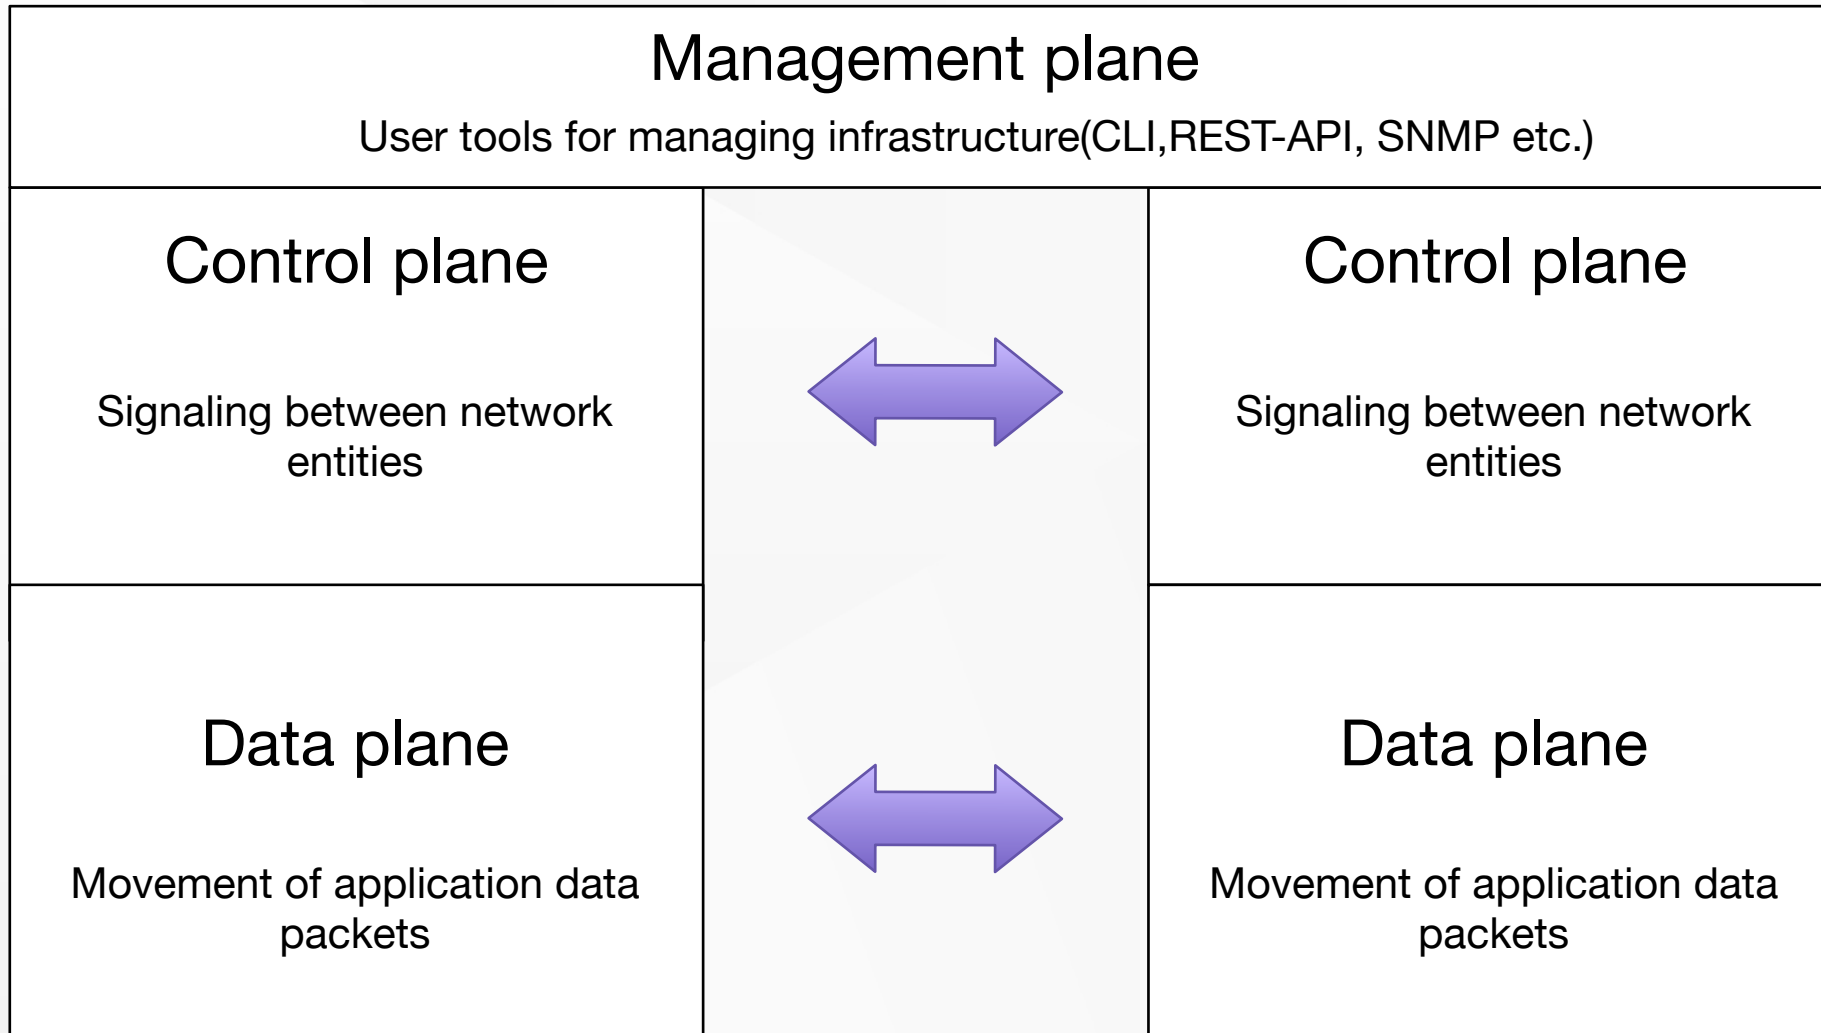 Management plane
User tools for managing infrastructure(CLI,REST-API, SNMP etc.)
Control plane
Signaling between network
entities
Control plane
Signaling between network
entities
Data plane
Movement of application data
packets
Data plane
Movement of application data
packets